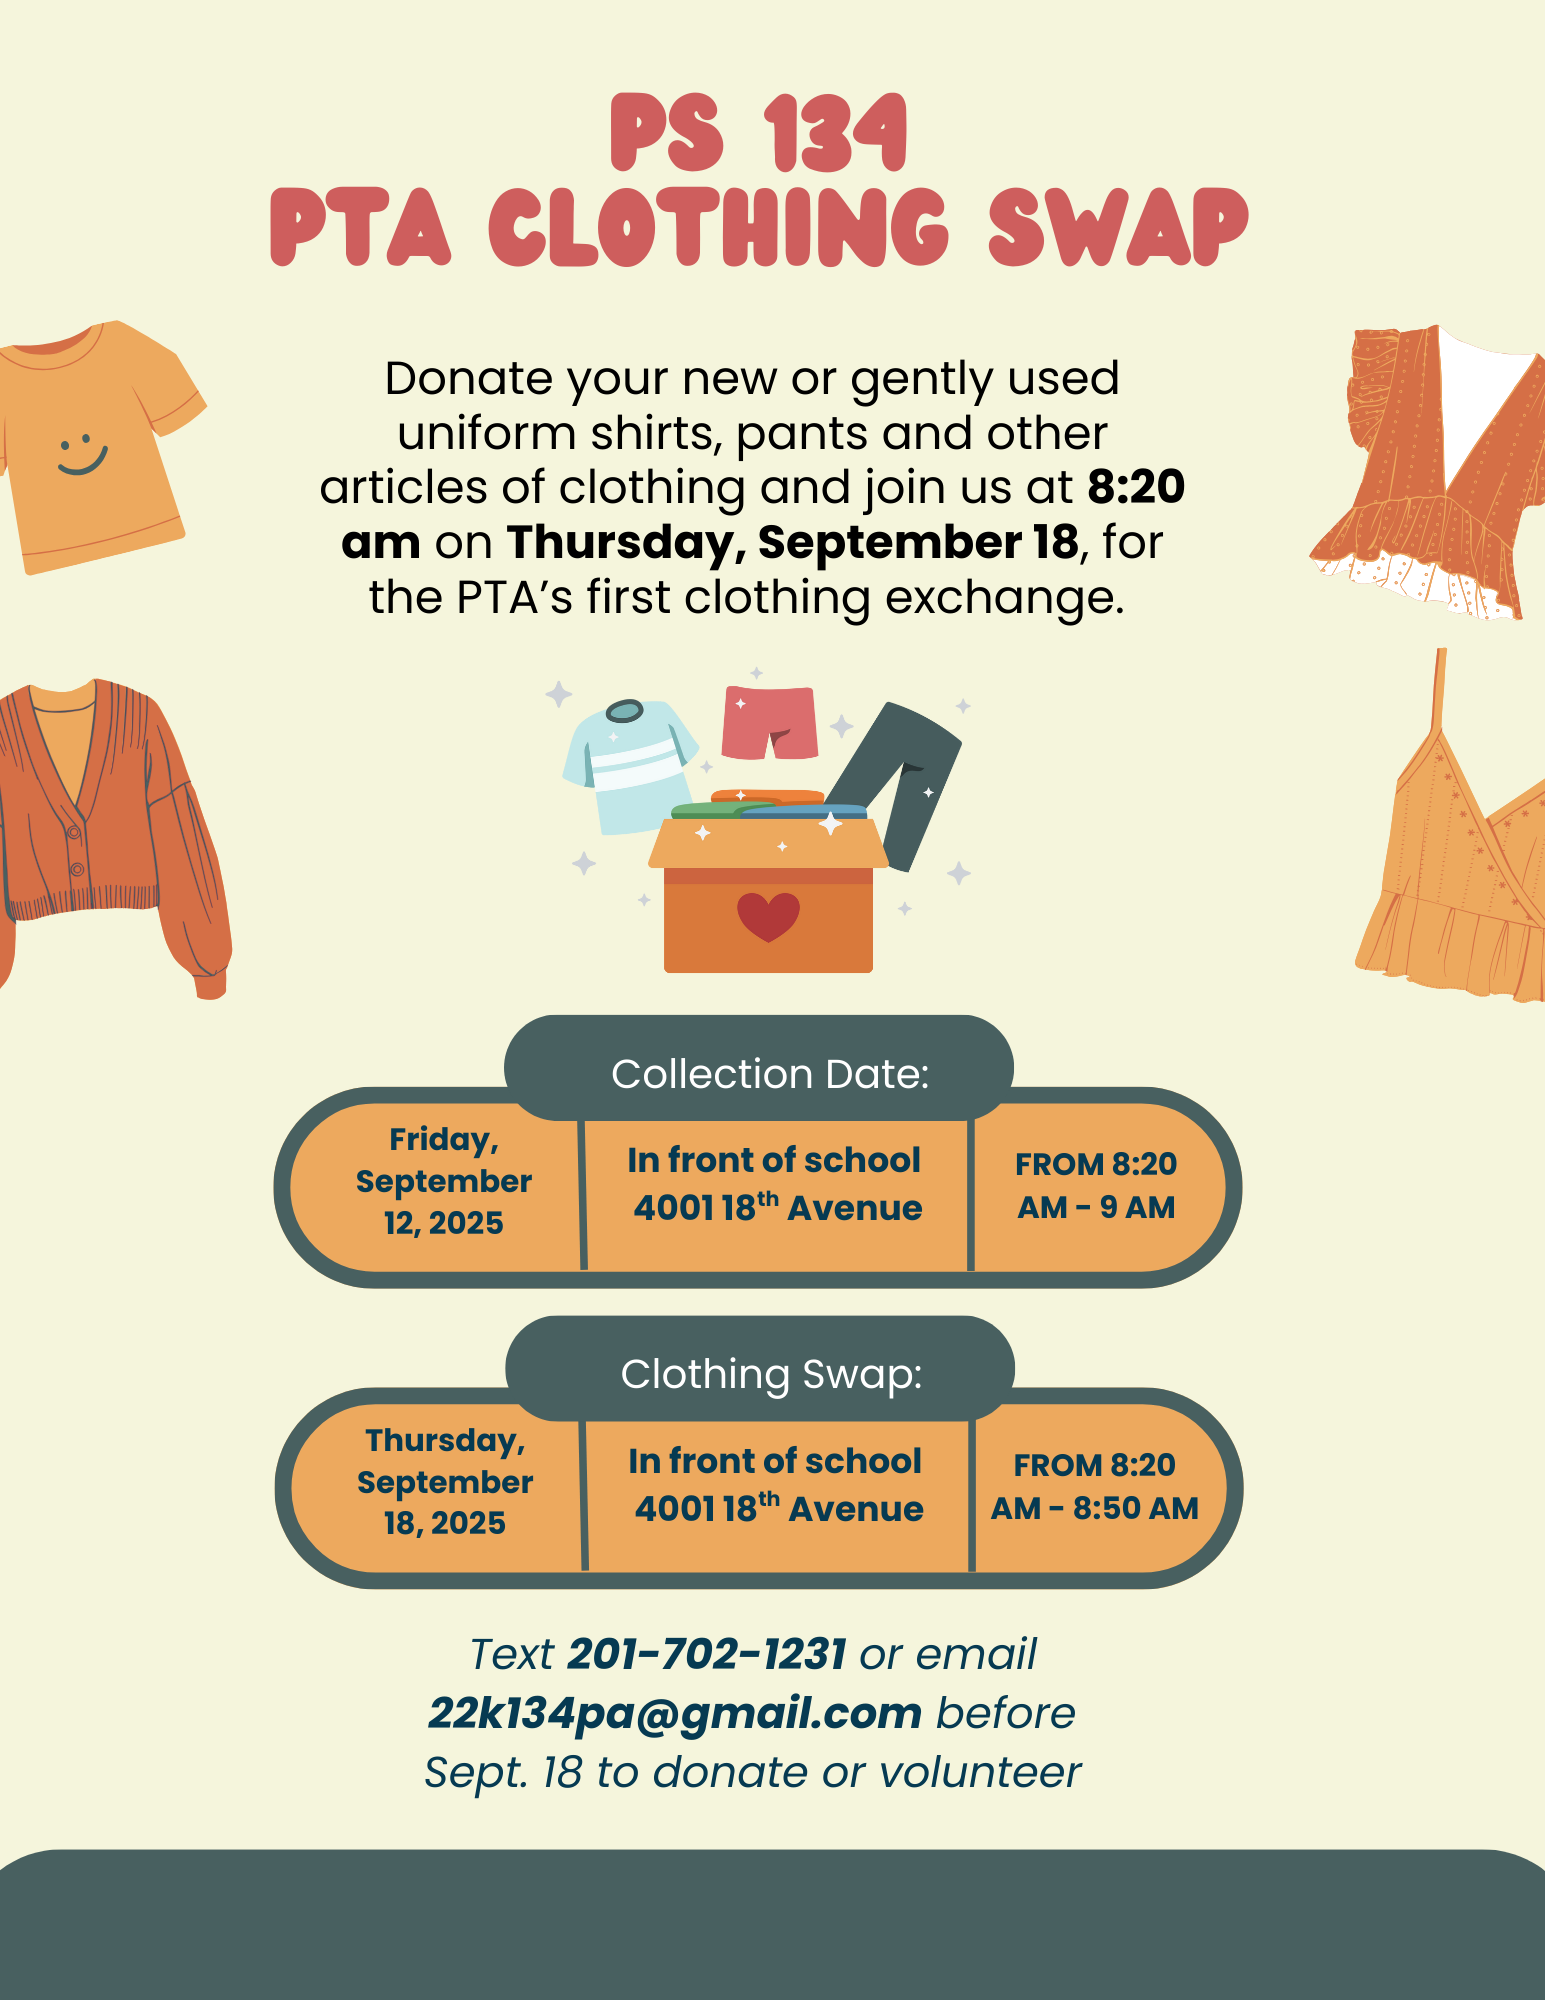 PS 134
PTA CLOTHING SWAP
Donate your new or gently used
uniform shirts, pants and other
articles of clothing and join us at 8:20
am on Thursday, September 18, for
the PTA’s first clothing exchange.
Collection Date:
Friday,
September
12, 2025
In front of school
4001 18th Avenue
FROM 8:20
AM - 9 AM
Clothing Swap:
Thursday,
September
18, 2025
In front of school
4001 18th Avenue
FROM 8:20
AM - 8:50 AM
Text 201-702-1231 or email
22k134pa@gmail.com before
Sept. 18 to donate or volunteer